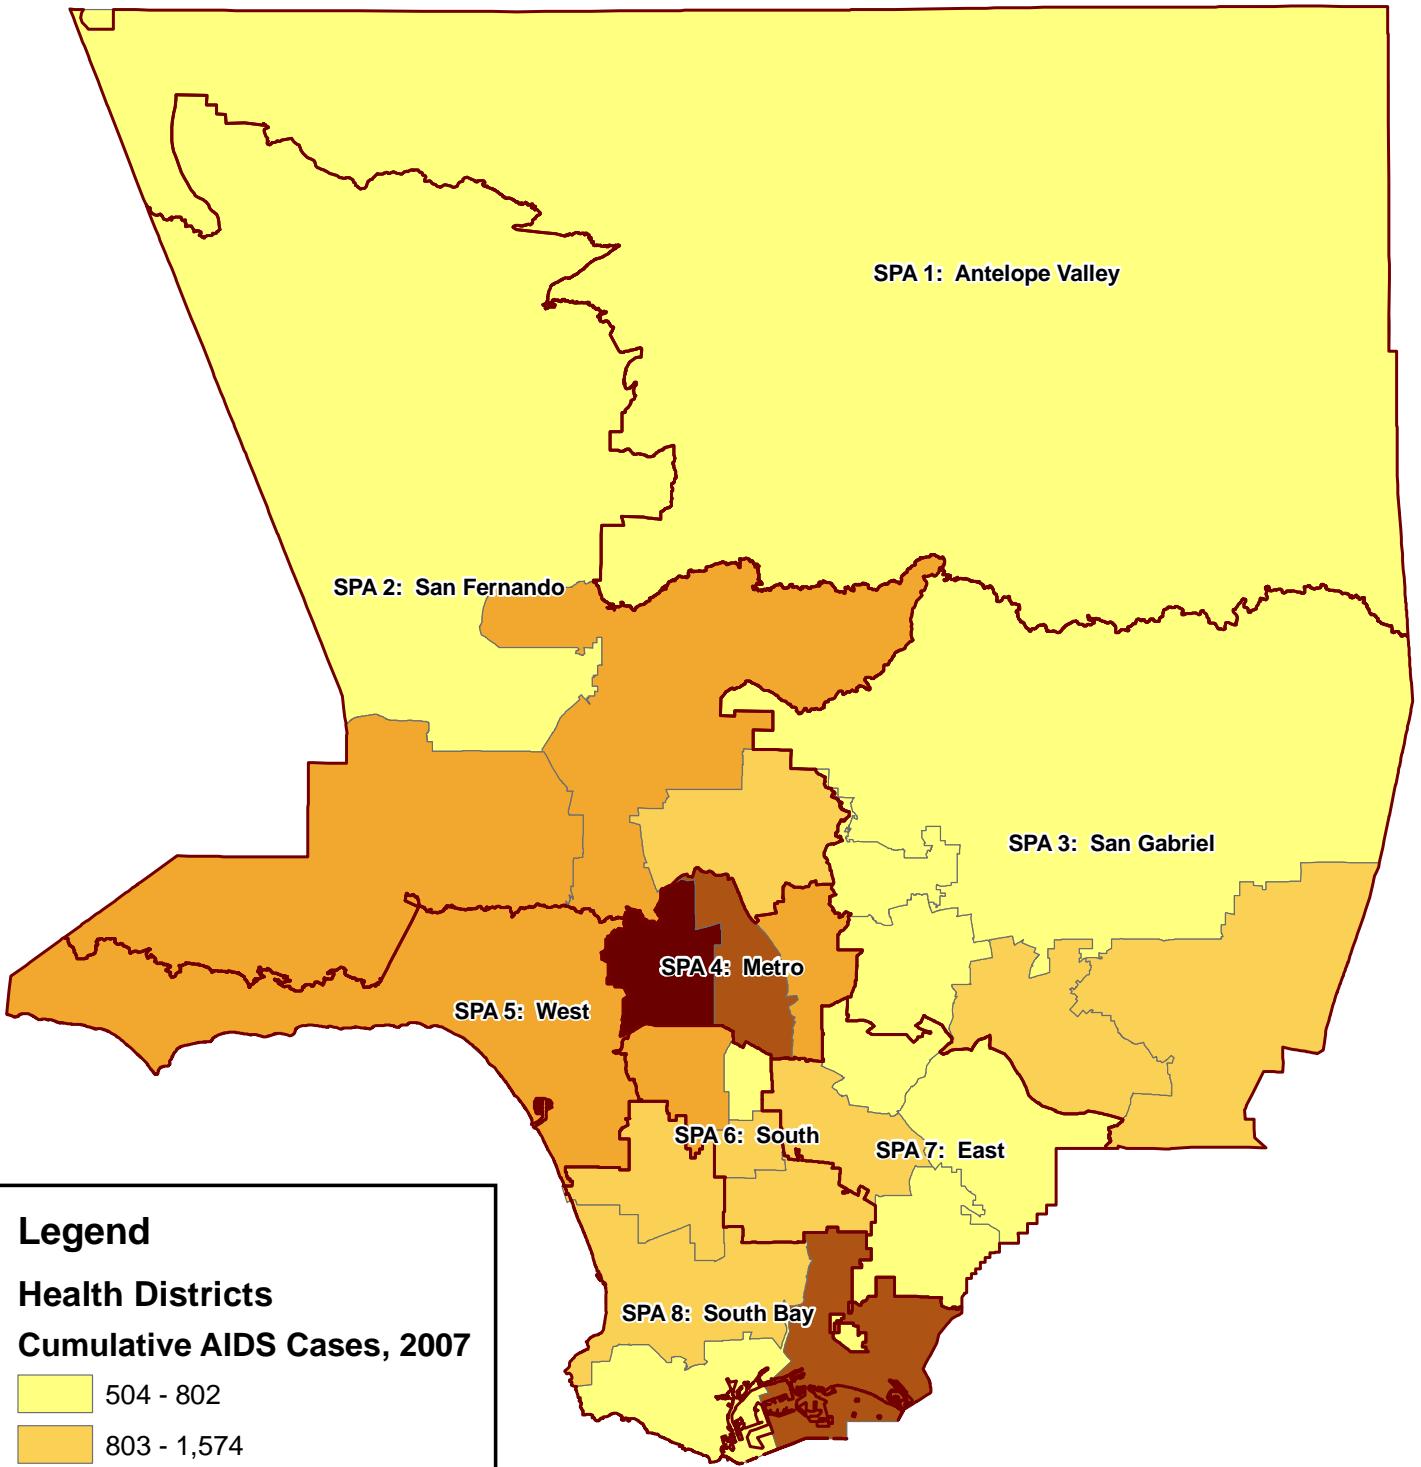 SPA 1: Antelope Valley
SPA 2: San Fernando
SPA 3: San Gabriel
SPA 4: Metro
SPA 5: West
SPA 6: South
SPA 7: East
SPA 8: South Bay
Legend
Health Districts
Cumulative AIDS Cases, 2007
504 - 802
803 - 1,574